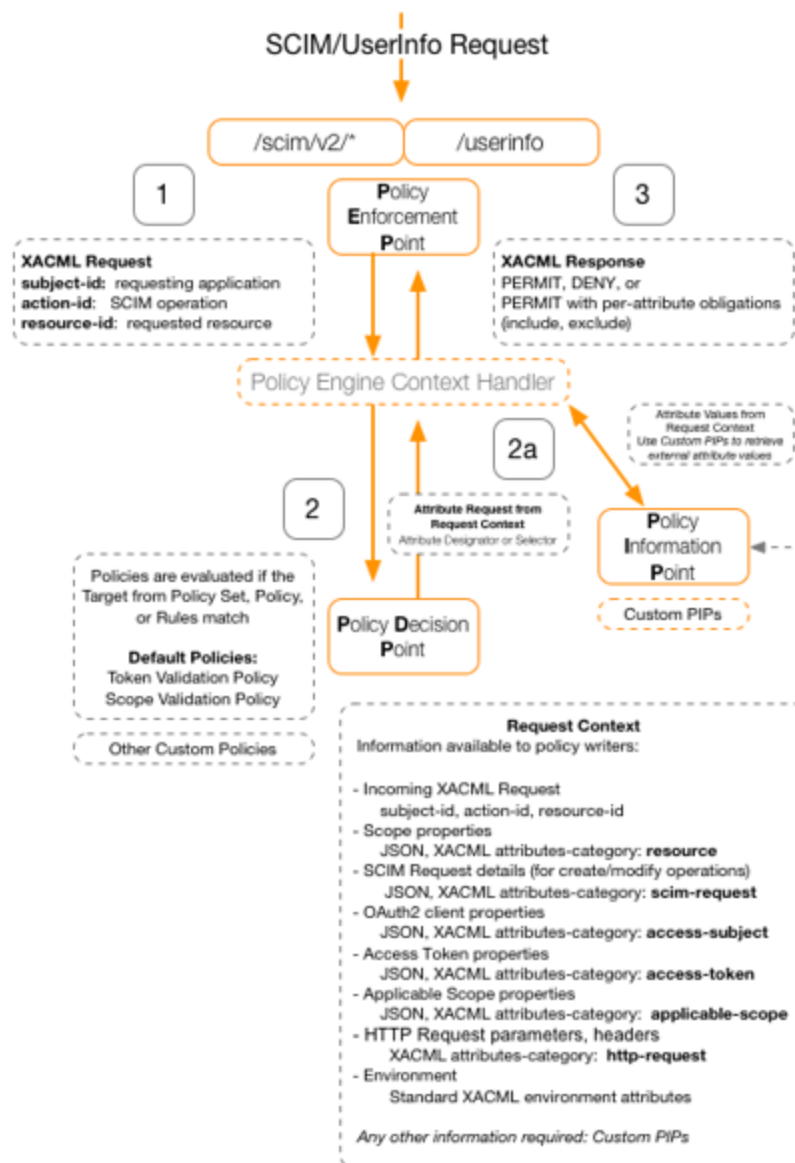 SCIM/UserInfo Request
/scim/v2/*
/userinfo
1
Policy
Enforcement
Point
3
XACML Request
subject-id: requesting application
action-id: SCIM operation
resource-id: requested resource
XACML Response
PERMIT, DENY, or
PERMIT with per-attribute obligations
(include, exclude)
Policy Engine Context Handler
2a
Attribute Values from
Request Context
Use Custom PIPs to retrieve
external attribute values
2
Attribute Request from
Request Context
Attribute Designator or Selector
Policy
Information
Point
Custom PIPs
Policies are evaluated if the
Target from Policy Set, Policy,
or Rules match
Default Policies:
Token Validation Policy
Scope Validation Policy
Other Custom Policies
Policy Decision
Point
Request Context
Information available to policy writers:
- Incoming XACML Request
subject-id, action-id, resource-id
- Scope properties
JSON, XACML attributes-category: resource
- SCIM Request details (for create/modify operations)
JSON, XACML attributes-category: scim-request
- OAuth2 client properties
JSON, XACML attributes-category: access-subject
- Access Token properties
JSON, XACML attributes-category: access-token
- Applicable Scope properties
JSON, XACML attributes-category: applicable-scope
- HTTP Request parameters, headers
XACML attributes-category: http-request
- Environment
Standard XACML environment attributes
Any other information required: Custom PIPs